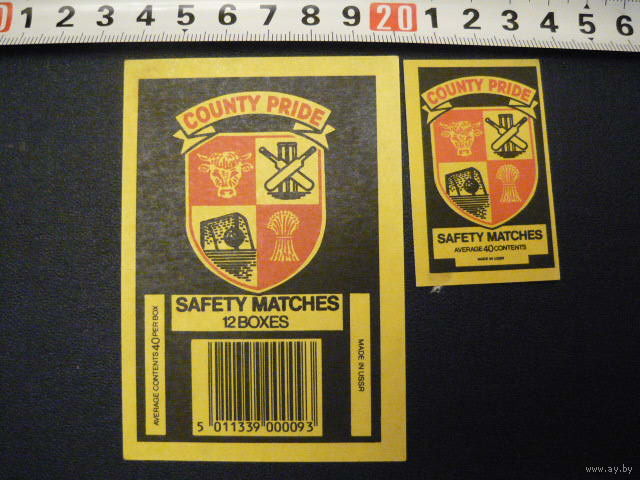 0 1 2 3 4 5 6 7 8 9 20 1 2 3 4 5 6
COUNTY PRIDE
SAFETY MATCHES
12 BOXES
AVERAGE CONTENTS 40 PER BOX
MADE IN USSR
5 011339 000093
COUNTY PRIDE
SAFETY MATCHES
AVERAGE 40 CONTENTS
MADE IN USSR
www.ay.by